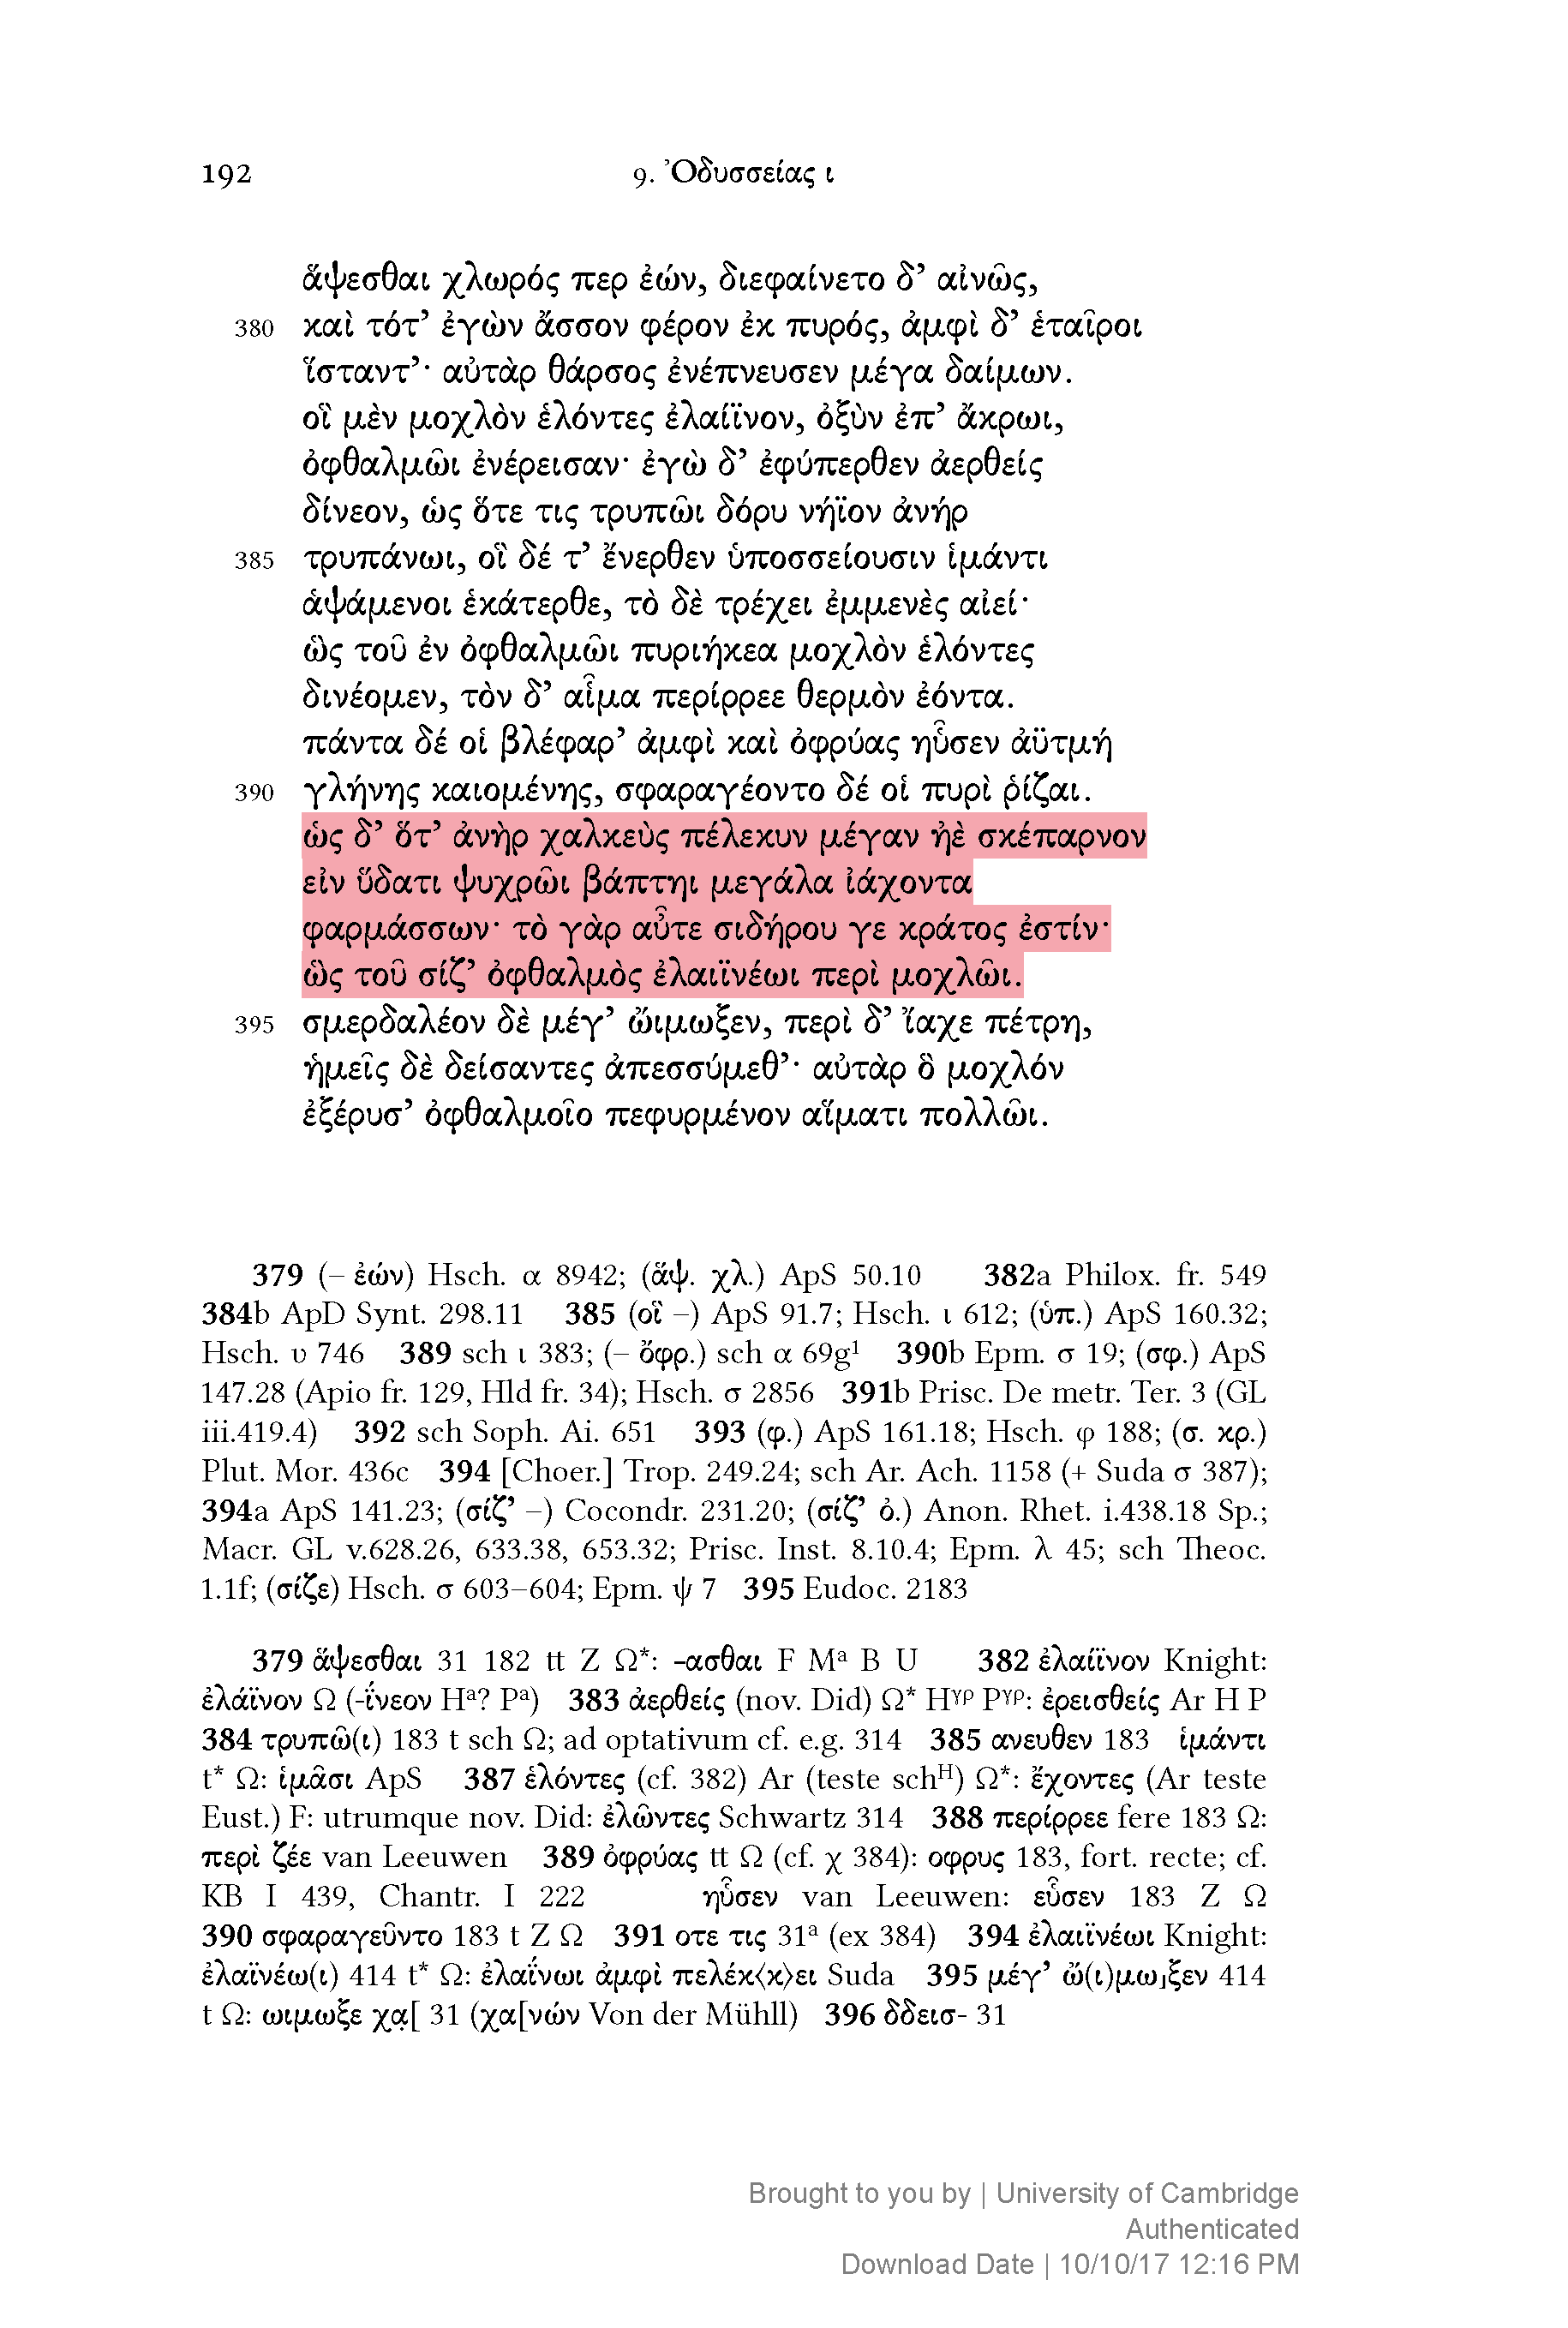 192
9. Ὀδυσσείας ι
ἅψεσθαι χλωρός περ ἐών, διεφαίνετο δ’ αἰνῶς,
380 καὶ τότ’ ἐγὼν ἄσσον φέρον ἐκ πυρός, ἀμφὶ δ’ ἑταῖροι
ἵσταντ’· αὐτὰρ θάρσος ἐνέπνευσεν μέγα δαίμων.
οἳ μὲν μοχλὸν ἑλόντες ἐλαίϊνον, ὀξὺν ἐπ’ ἄκρωι,
ὀφθαλμῶι ἐνέρεισαν· ἐγὼ δ’ ἐφύπερθεν ἀερθείς
δίνεον, ὡς ὅτε τις τρυπῶι δόρυ νήϊον ἀνήρ
385 τρυπάνωι, οἳ δέ τ’ ἔνερθεν ὑποσσείουσιν ἱμάντι
ἁψάμενοι ἑκάτερθε, τὸ δὲ τρέχει ἐμμενὲς αἰεί·
ὣς τοῦ ἐν ὀφθαλμῶι πυριήκεα μοχλὸν ἑλόντες
δινέομεν, τὸν δ’ αἷμα περίρρεε θερμὸν ἐόντα.
πάντα δέ οἱ βλέφαρ’ ἀμφὶ καὶ ὀφρύας ηὗσεν ἀϋτμή
390 γλήνης καιομένης, σφαραγέοντο δέ οἱ πυρὶ ῥίζαι.
ὡς δ’ ὅτ’ ἀνὴρ χαλκεὺς πέλεκυν μέγαν ἠὲ σκέπαρνον
εἰν ὕδατι ψυχρῶι βάπτηι μεγάλα ἰάχοντα
φαρμάσσων· τὸ γὰρ αὖτε σιδήρου γε κράτος ἐστίν·
ὣς τοῦ σίζ’ ὀφθαλμὸς ἐλαιϊνέωι περὶ μοχλῶι.
395 σμερδαλέον δὲ μέγ’ ὤιμωξεν, περὶ δ’ ἴαχε πέτρη,
ἡμεῖς δὲ δείσαντες ἀπεσσύμεθ’· αὐτὰρ ὃ μοχλόν
ἐξέρυσ’ ὀφθαλμοῖο πεφυρμένον αἵματι πολλῶι.
379 (– ἐών) Hsch. α 8942; (ἅψ. χλ.) ApS 50.10 382a Philox. fr. 549
384b ApD Synt. 298.11 385 (οἳ –) ApS 91.7; Hsch. ι 612; (ὑπ.) ApS 160.32;
Hsch. υ 746 389 sch ι 383; (– ὄφρ.) sch α 69g¹ 390b Epm. σ 19; (σφ.) ApS
147.28 (Apio fr. 129, Hld fr. 34); Hsch. σ 2856 391b Prisc. De metr. Ter. 3 (GL
iii.419.4) 392 sch Soph. Ai. 651 393 (φ.) ApS 161.18; Hsch. φ 188; (σ. κρ.)
Plut. Mor. 436c 394 [Choer.] Trop. 249.24; sch Ar. Ach. 1158 (+ Suda σ 387);
394a ApS 141.23; (σίζ’ –) Cocondr. 231.20; (σίζ’ ὀ.) Anon. Rhet. i.438.18 Sp.;
Macr. GL v.628.26, 633.38, 653.32; Prisc. Inst. 8.10.4; Epm. λ 45; sch Theoc.
1.1f; (σίζε) Hsch. σ 603–604; Epm. ψ 7 395 Eudoc. 2183
379 ἅψεσθαι 31 182 tt Z Ω*: -ασθαι F Mᵃ B U 382 ἐλαίϊνον Knight:
ἐλάϊνον Ω (-ΐνεον Hᵃ? Pᵃ) 383 ἀερθείς (nov. Did) Ω* Hᵞᴾ Pᵞᴾ: ἐρεισθείς Ar H P
384 τρυπῶ(ι) 183 t sch Ω; ad optativum cf. e.g. 314 385 ανευθεν 183 ἱμάντι
t* Ω: ἱμᾶσι ApS 387 ἑλόντες (cf. 382) Ar (teste schᴴ) Ω*: ἔχοντες (Ar teste
Eust.) F: utrumque nov. Did: ἑλῶντες Schwartz 314 388 περίρρεε fere 183 Ω:
περὶ ζέε van Leeuwen 389 ὀφρύας tt Ω (cf. χ 384): οφρυς 183, fort. recte; cf.
KB I 439, Chantr. I 222 ηὗσεν van Leeuwen: εὗσεν 183 Z Ω
390 σφαραγεῦντο 183 t Z Ω 391 οτε τις 31ᵃ (ex 384) 394 ἐλαιϊνέωι Knight:
ἐλαϊνέω(ι) 414 t* Ω: ἐλαΐνωι ἀμφὶ πελέκ⟨κ⟩ει Suda 395 μέγ’ ὤ(ι)μω⌋ξεν 414
t Ω: ωιμωξε χα̣[ 31 (χα[νών Von der Mühll) 396 δδεισ- 31
Brought to you by | University of Cambridge
Authenticated
Download Date | 10/10/17 12:16 PM